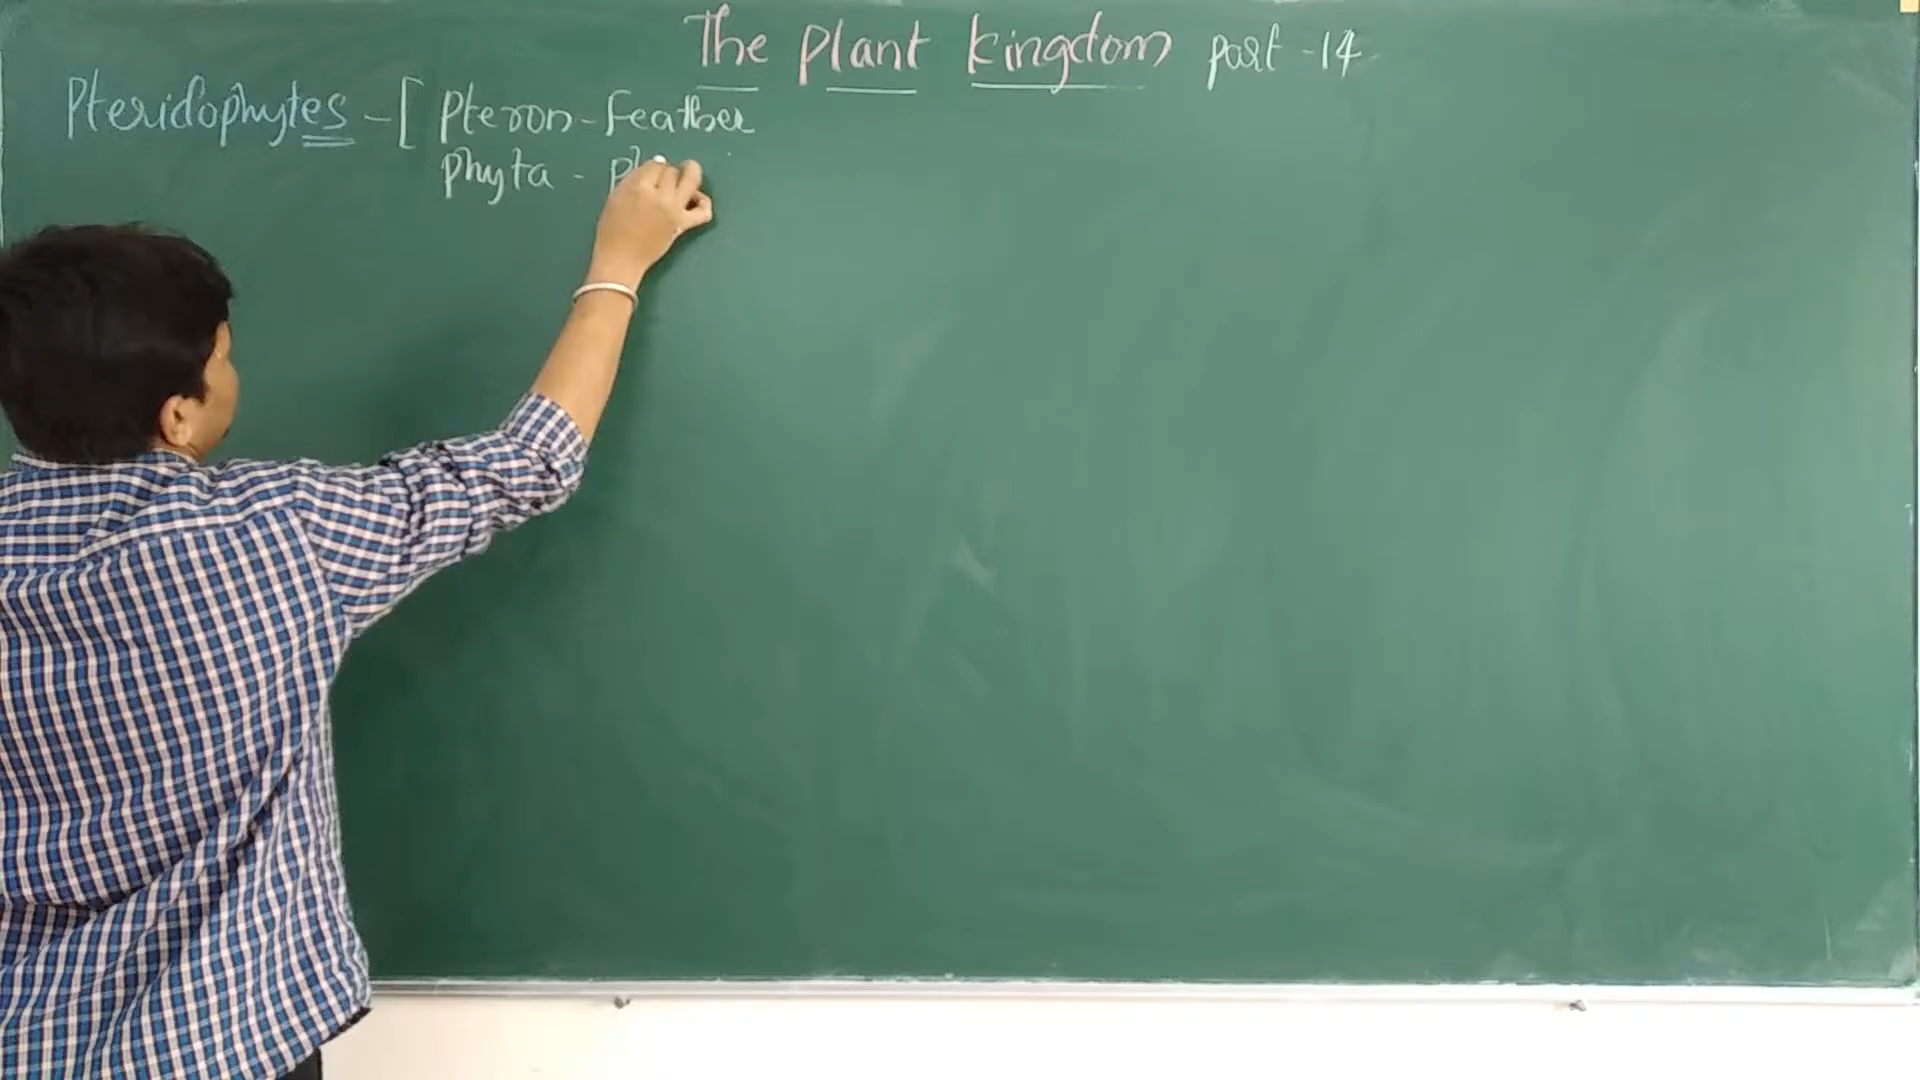 The Plant Kingdom part - 14
Pteridophytes - [ Pteron - Feather
Phyta -